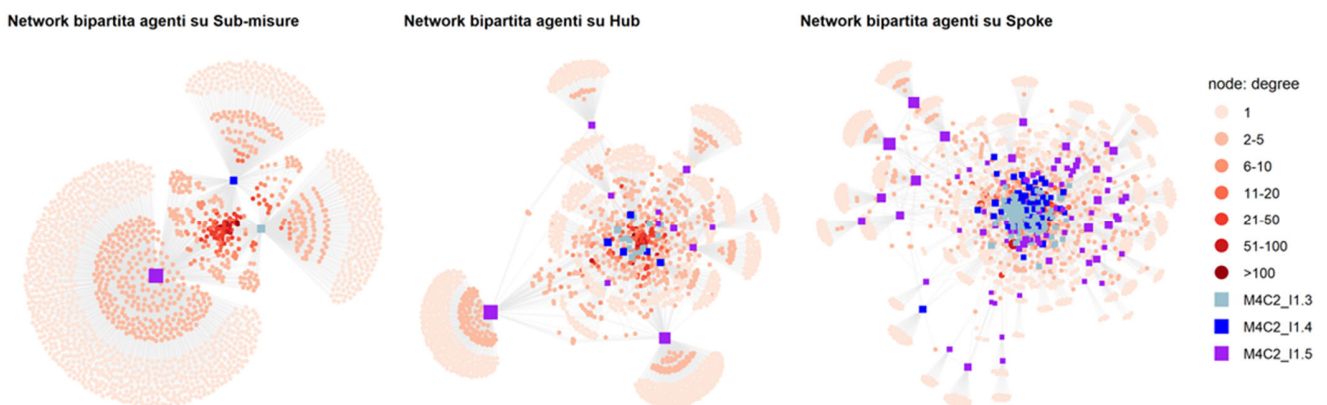 Network bipartita agenti su Sub-misure
Network bipartita agenti su Hub
Network bipartita agenti su Spoke
node: degree
1
2-5
6-10
11-20
21-50
51-100
>100
M4C2_I1.3
M4C2_I1.4
M4C2_I1.5